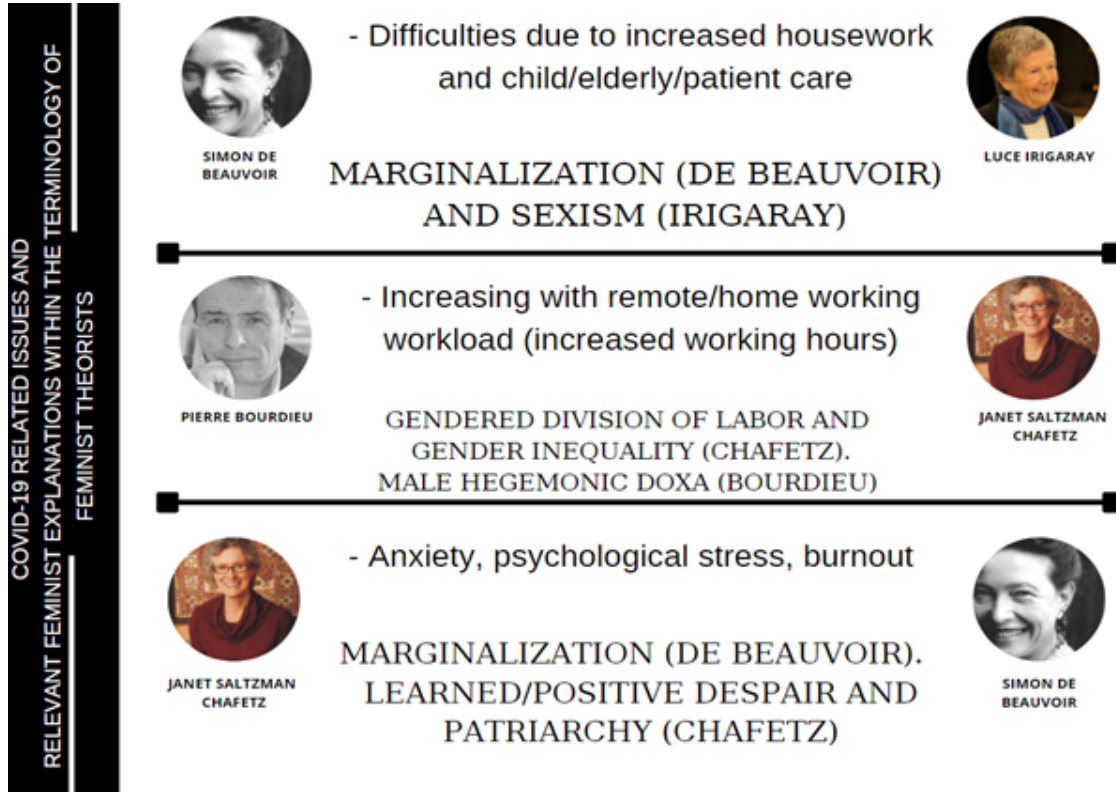 COVID-19 RELATED ISSUES AND
RELEVANT FEMINIST EXPLANATIONS WITHIN THE TERMINOLOGY OF
FEMINIST THEORISTS
- Difficulties due to increased housework
and child/elderly/patient care
SIMON DE
BEAUVOIR
LUCE IRIGARAY
MARGINALIZATION (DE BEAUVOIR)
AND SEXISM (IRIGARAY)
- Increasing with remote/home working
workload (increased working hours)
PIERRE BOURDIEU
JANET SALTZMAN
CHAFETZ
GENDERED DIVISION OF LABOR AND
GENDER INEQUALITY (CHAFETZ).
MALE HEGEMONIC DOXA (BOURDIEU)
- Anxiety, psychological stress, burnout
JANET SALTZMAN
CHAFETZ
MARGINALIZATION (DE BEAUVOIR).
LEARNED/POSITIVE DESPAIR AND
PATRIARCHY (CHAFETZ)
SIMON DE
BEAUVOIR